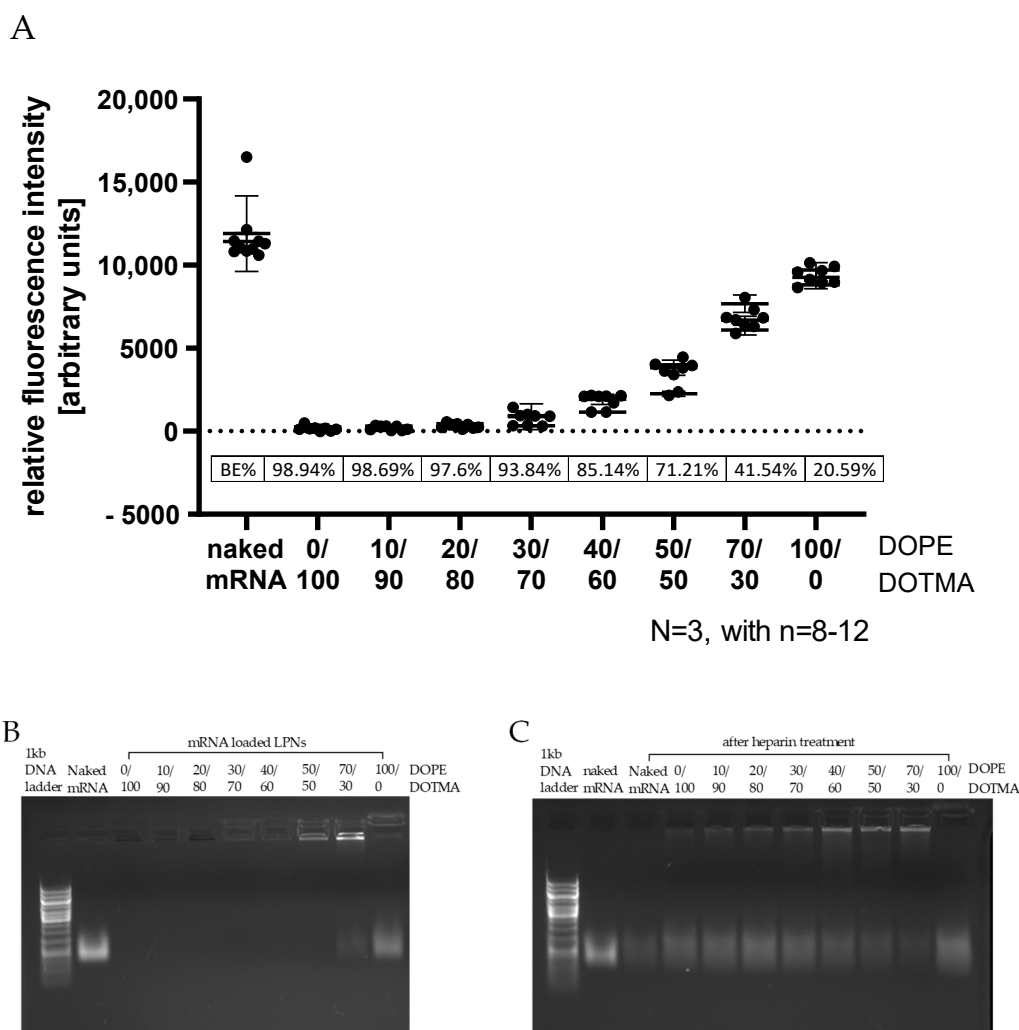 A
relative fluorescence intensity
[arbitrary units]
20,000
15,000
10,000
5000
0
- 5000
BE% 98.94% 98.69% 97.6% 93.84% 85.14% 71.21% 41.54% 20.59%
naked 0/ 10/ 20/ 30/ 40/ 50/ 70/ 100/ DOPE
mRNA 100 90 80 70 60 50 30 0 DOTMA
N=3, with n=8-12
B
mRNA loaded LPNs
1kb
DNA Naked 0/ 10/ 20/ 30/ 40/ 50/ 70/ 100/ DOPE
ladder mRNA 100 90 80 70 60 50 30 0 DOTMA
C
after heparin treatment
1kb
DNA naked Naked 0/ 10/ 20/ 30/ 40/ 50/ 70/ 100/ DOPE
ladder mRNA mRNA 100 90 80 70 60 50 30 0 DOTMA